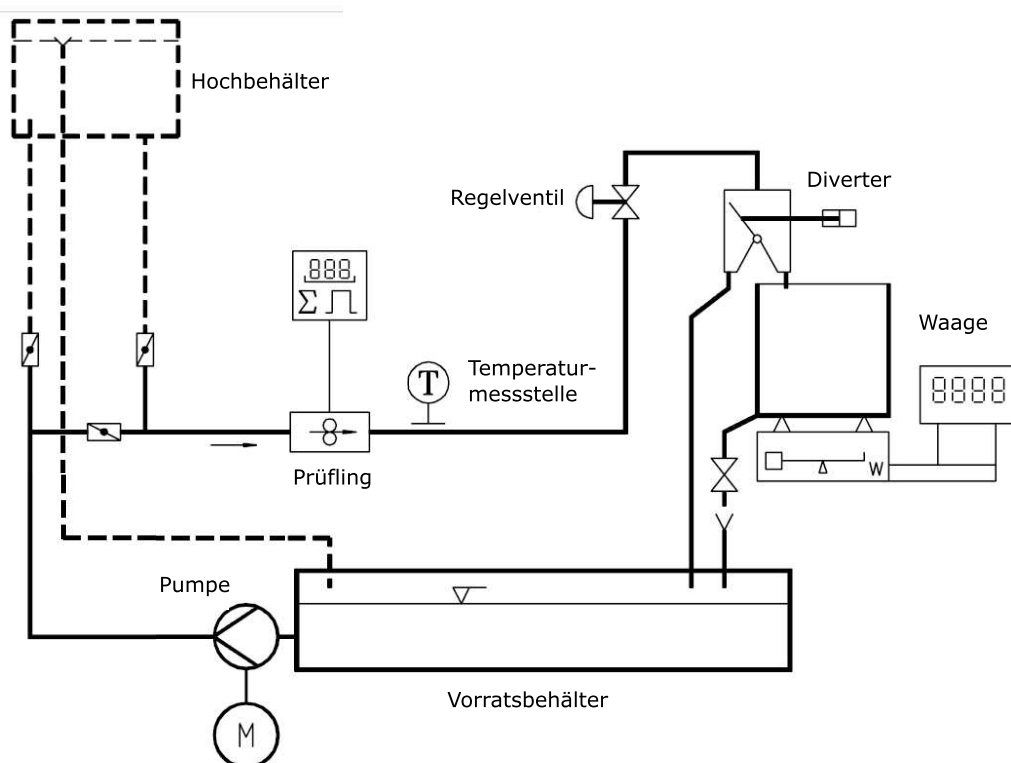 Hochbehälter
Diverter
Regelventil
888
Σ
Waage
Temperatur-
messstelle
T
8888
Prüfling
W
Pumpe
Vorratsbehälter
M